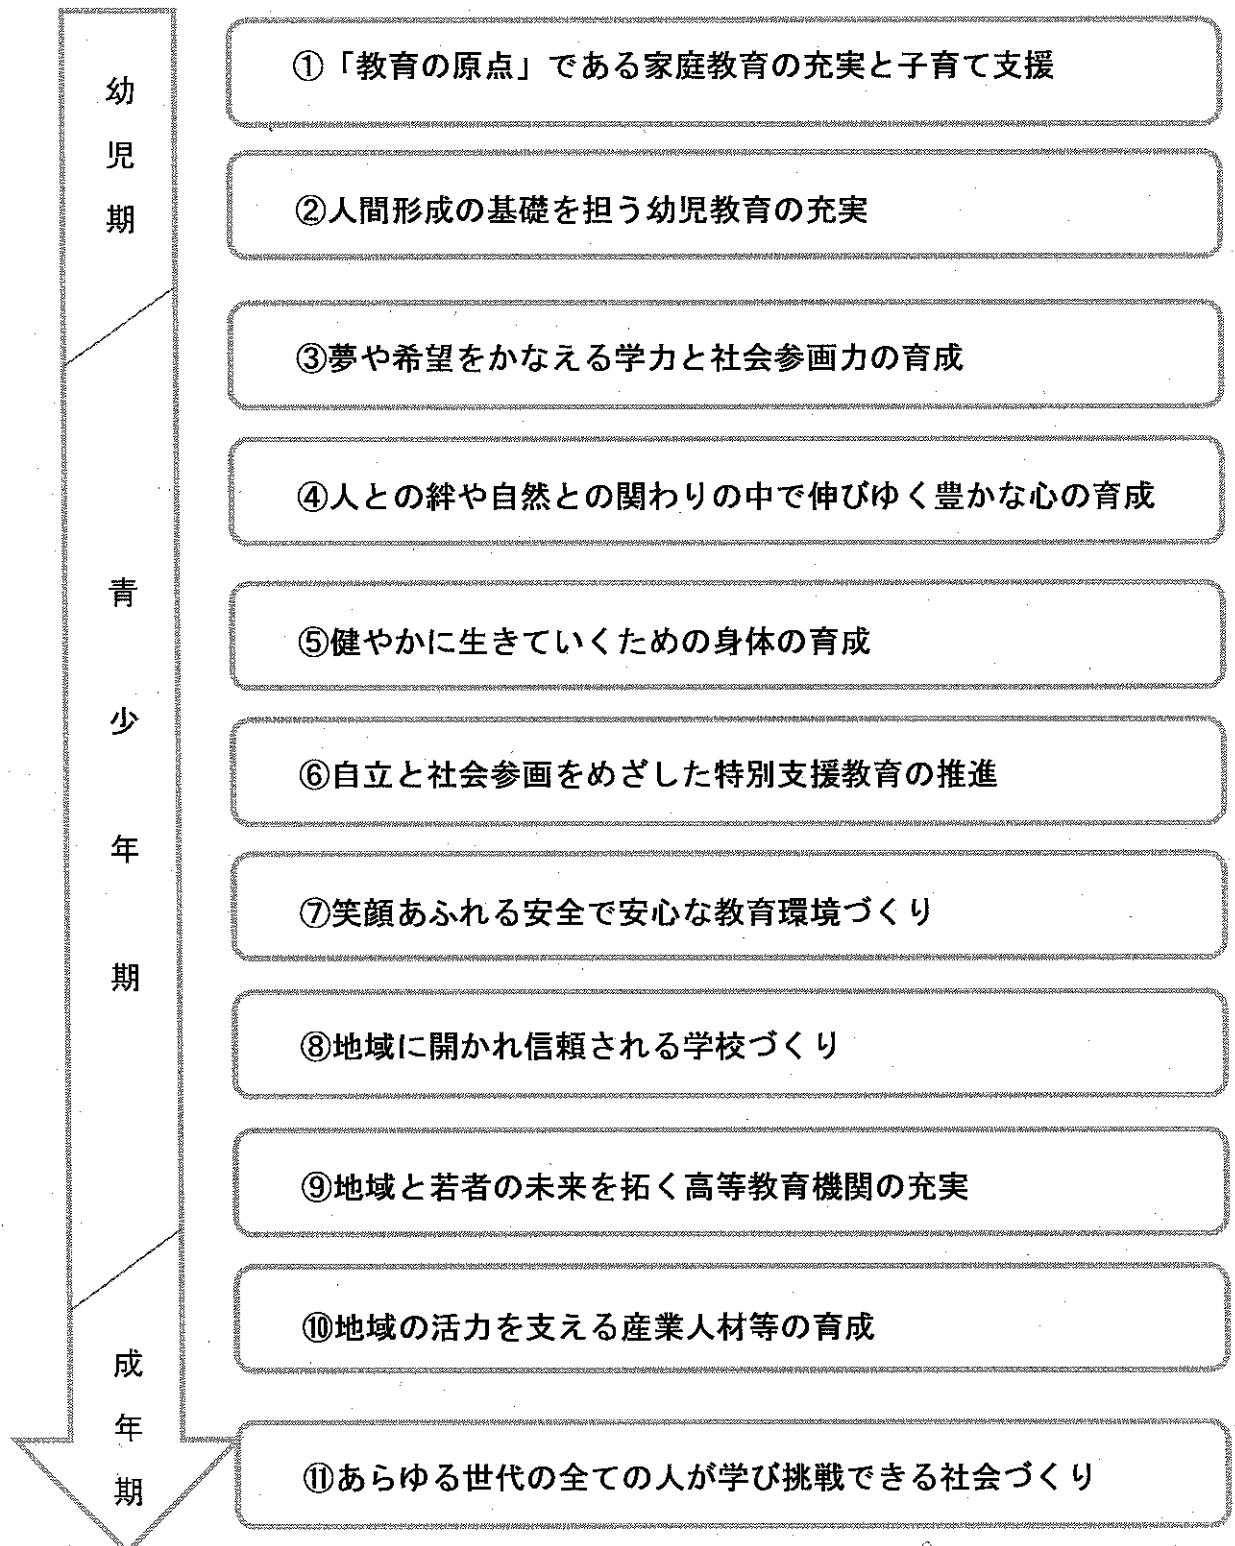 幼児期
①「教育の原点」である家庭教育の充実と子育て支援
②人間形成の基礎を担う幼児教育の充実
青少年期
③夢や希望をかなえる学力と社会参画力の育成
④人との絆や自然との関わりの中で伸びゆく豊かな心の育成
⑤健やかに生きていくための身体の育成
⑥自立と社会参画をめざした特別支援教育の推進
⑦笑顔あふれる安全で安心な教育環境づくり
⑧地域に開かれ信頼される学校づくり
⑨地域と若者の未来を拓く高等教育機関の充実
成年期
⑩地域の活力を支える産業人材等の育成
⑪あらゆる世代の全ての人が学び挑戦できる社会づくり